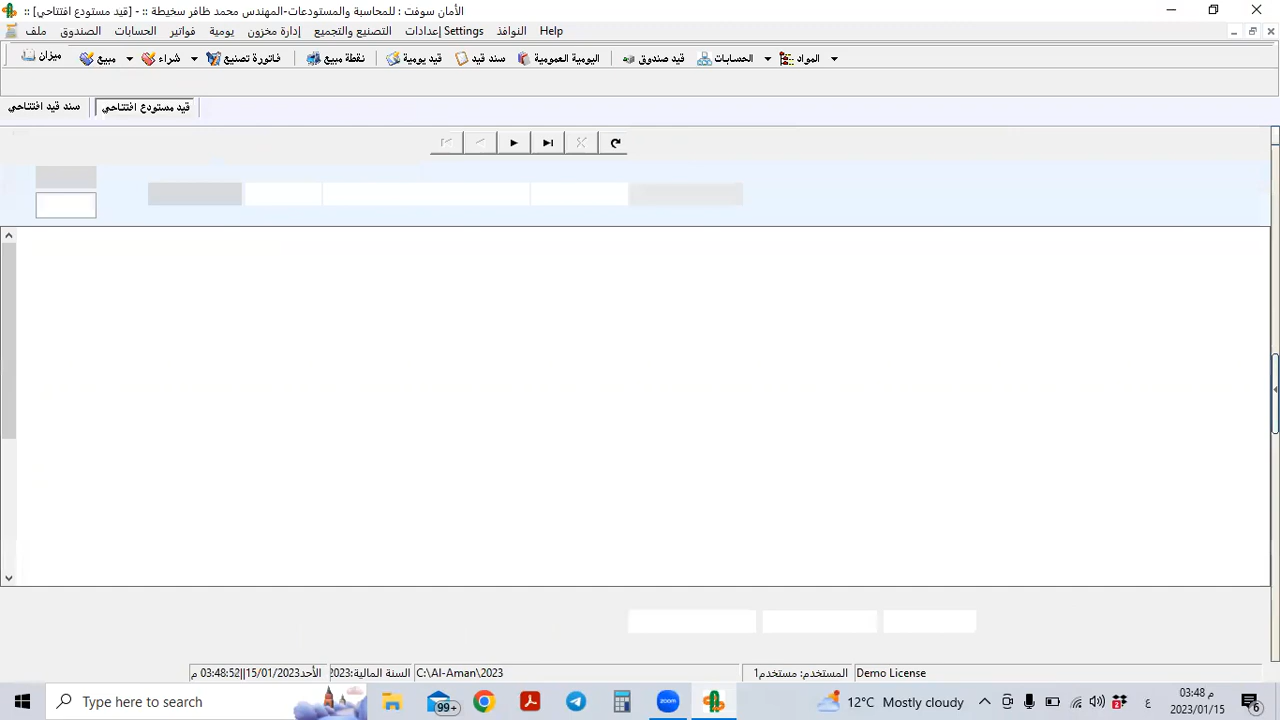 الأمان سوفت : للمحاسبة والمستودعات-المهندس محمد ظافر سخيطة :: - [قيد مستودع افتتاحي] ::
ملف الصندوق الحسابات فواتير يومية إدارة مخزون التصنيع والتجميع إعدادات Settings النوافذ Help
ميزان مبيع شراء فاتورة تصنيع نقطة مبيع قيد يومية سند قيد اليومية العمومية قيد صندوق الحسابات المواد
سند قيد افتتاحي قيد مستودع افتتاحي
الأحد15/01/2023||03:48:52 م السنة المالية:2023 C:\Al-Aman\2023 المستخدم: مستخدم1 Demo License
Type here to search 99+ zoom 12°C Mostly cloudy 2 ع 03:48 م
2023/01/15 6